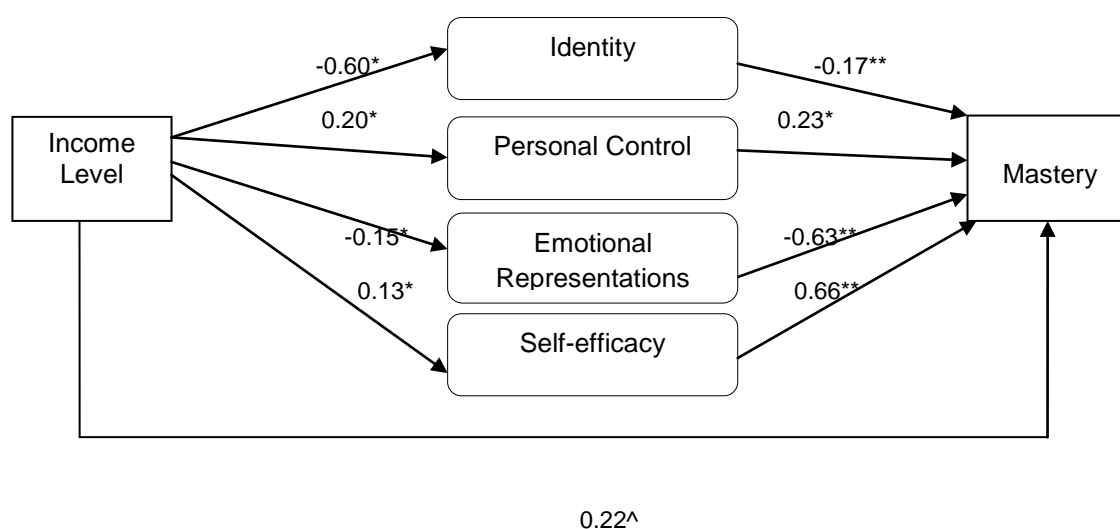 Identity
-0.60*
-0.17**
0.20*
0.23*
Income
Level
Personal Control
Mastery
-0.15*
Emotional
Representations
-0.63**
0.13*
0.66**
Self-efficacy
0.22^